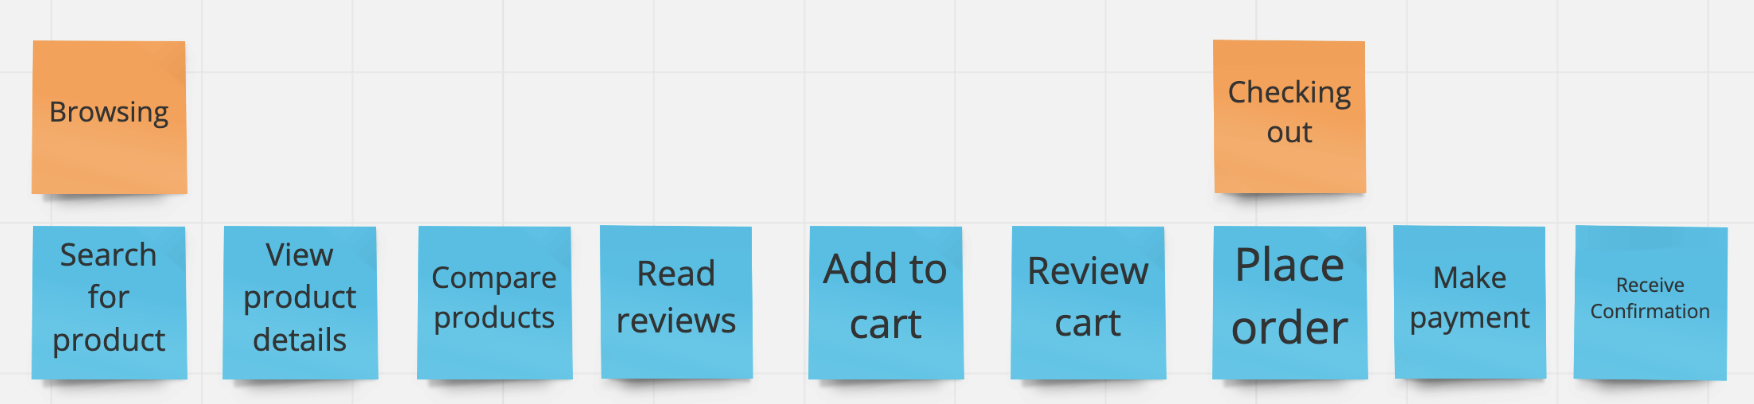 Browsing
Checking
out
Search
for
product
View
product
details
Compare
products
Read
reviews
Add to
cart
Review
cart
Place
order
Make
payment
Receive
Confirmation